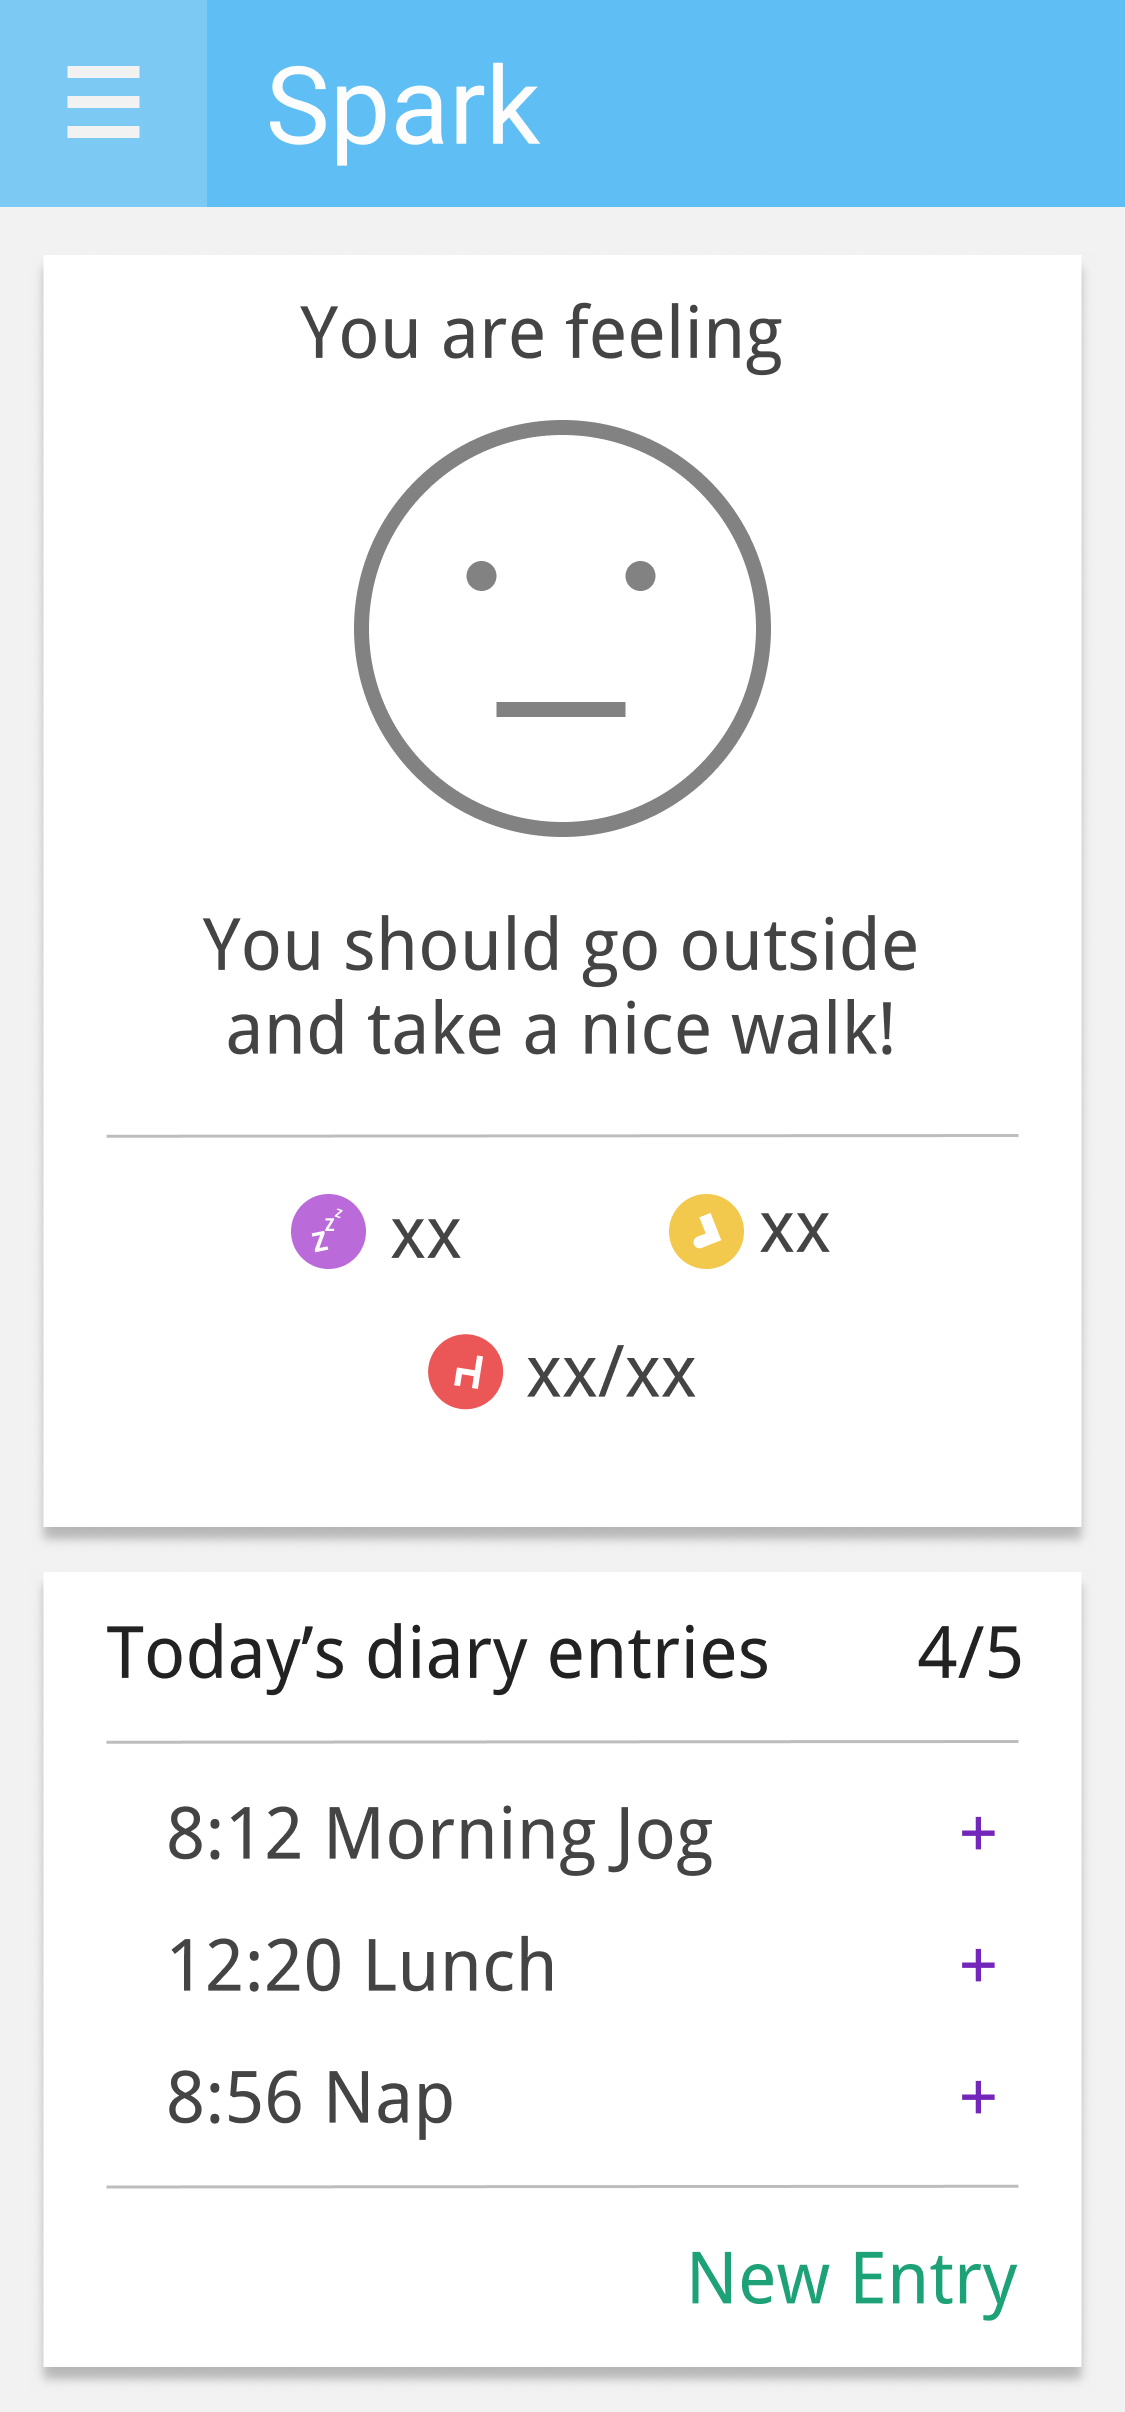 Spark
You are feeling
You should go outside
and take a nice walk!
z
z
z
xx
xx
xx/xx
Today’s diary entries 4/5
8:12 Morning Jog +
12:20 Lunch +
8:56 Nap +
New Entry